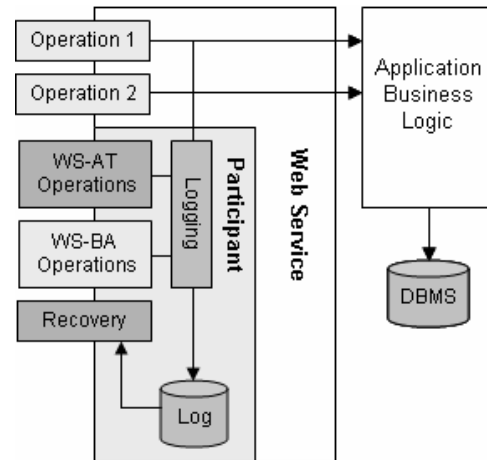 Operation 1
Operation 2
Application
Business
Logic
WS-AT
Operations
WS-BA
Operations
Logging
Participant
Web Service
Recovery
Log
DBMS